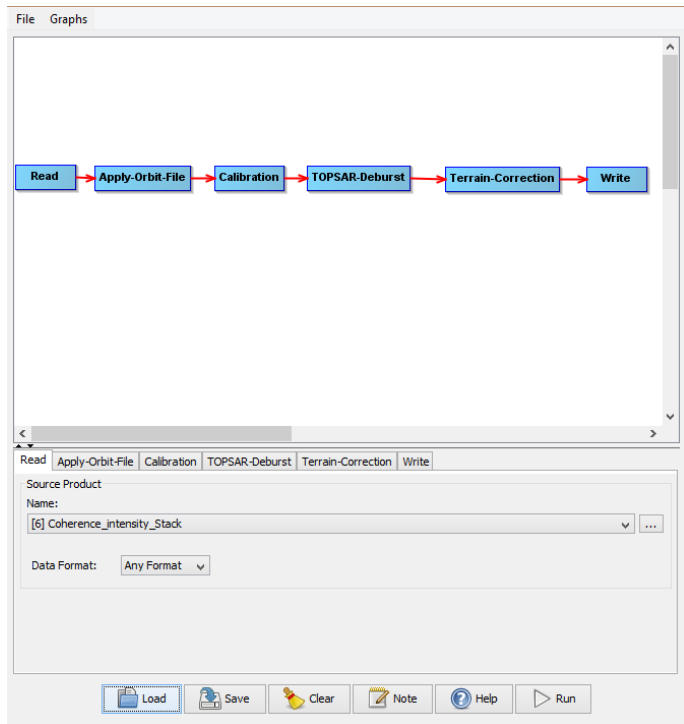 File Graphs
Read Apply-Orbit-File Calibration TOPSAR-Deburst Terrain-Correction Write
Read Apply-Orbit-File Calibration TOPSAR-Deburst Terrain-Correction Write
Source Product
Name:
[6] Coherence_intensity_Stack ...
Data Format: Any Format
Load Save Clear Note Help Run